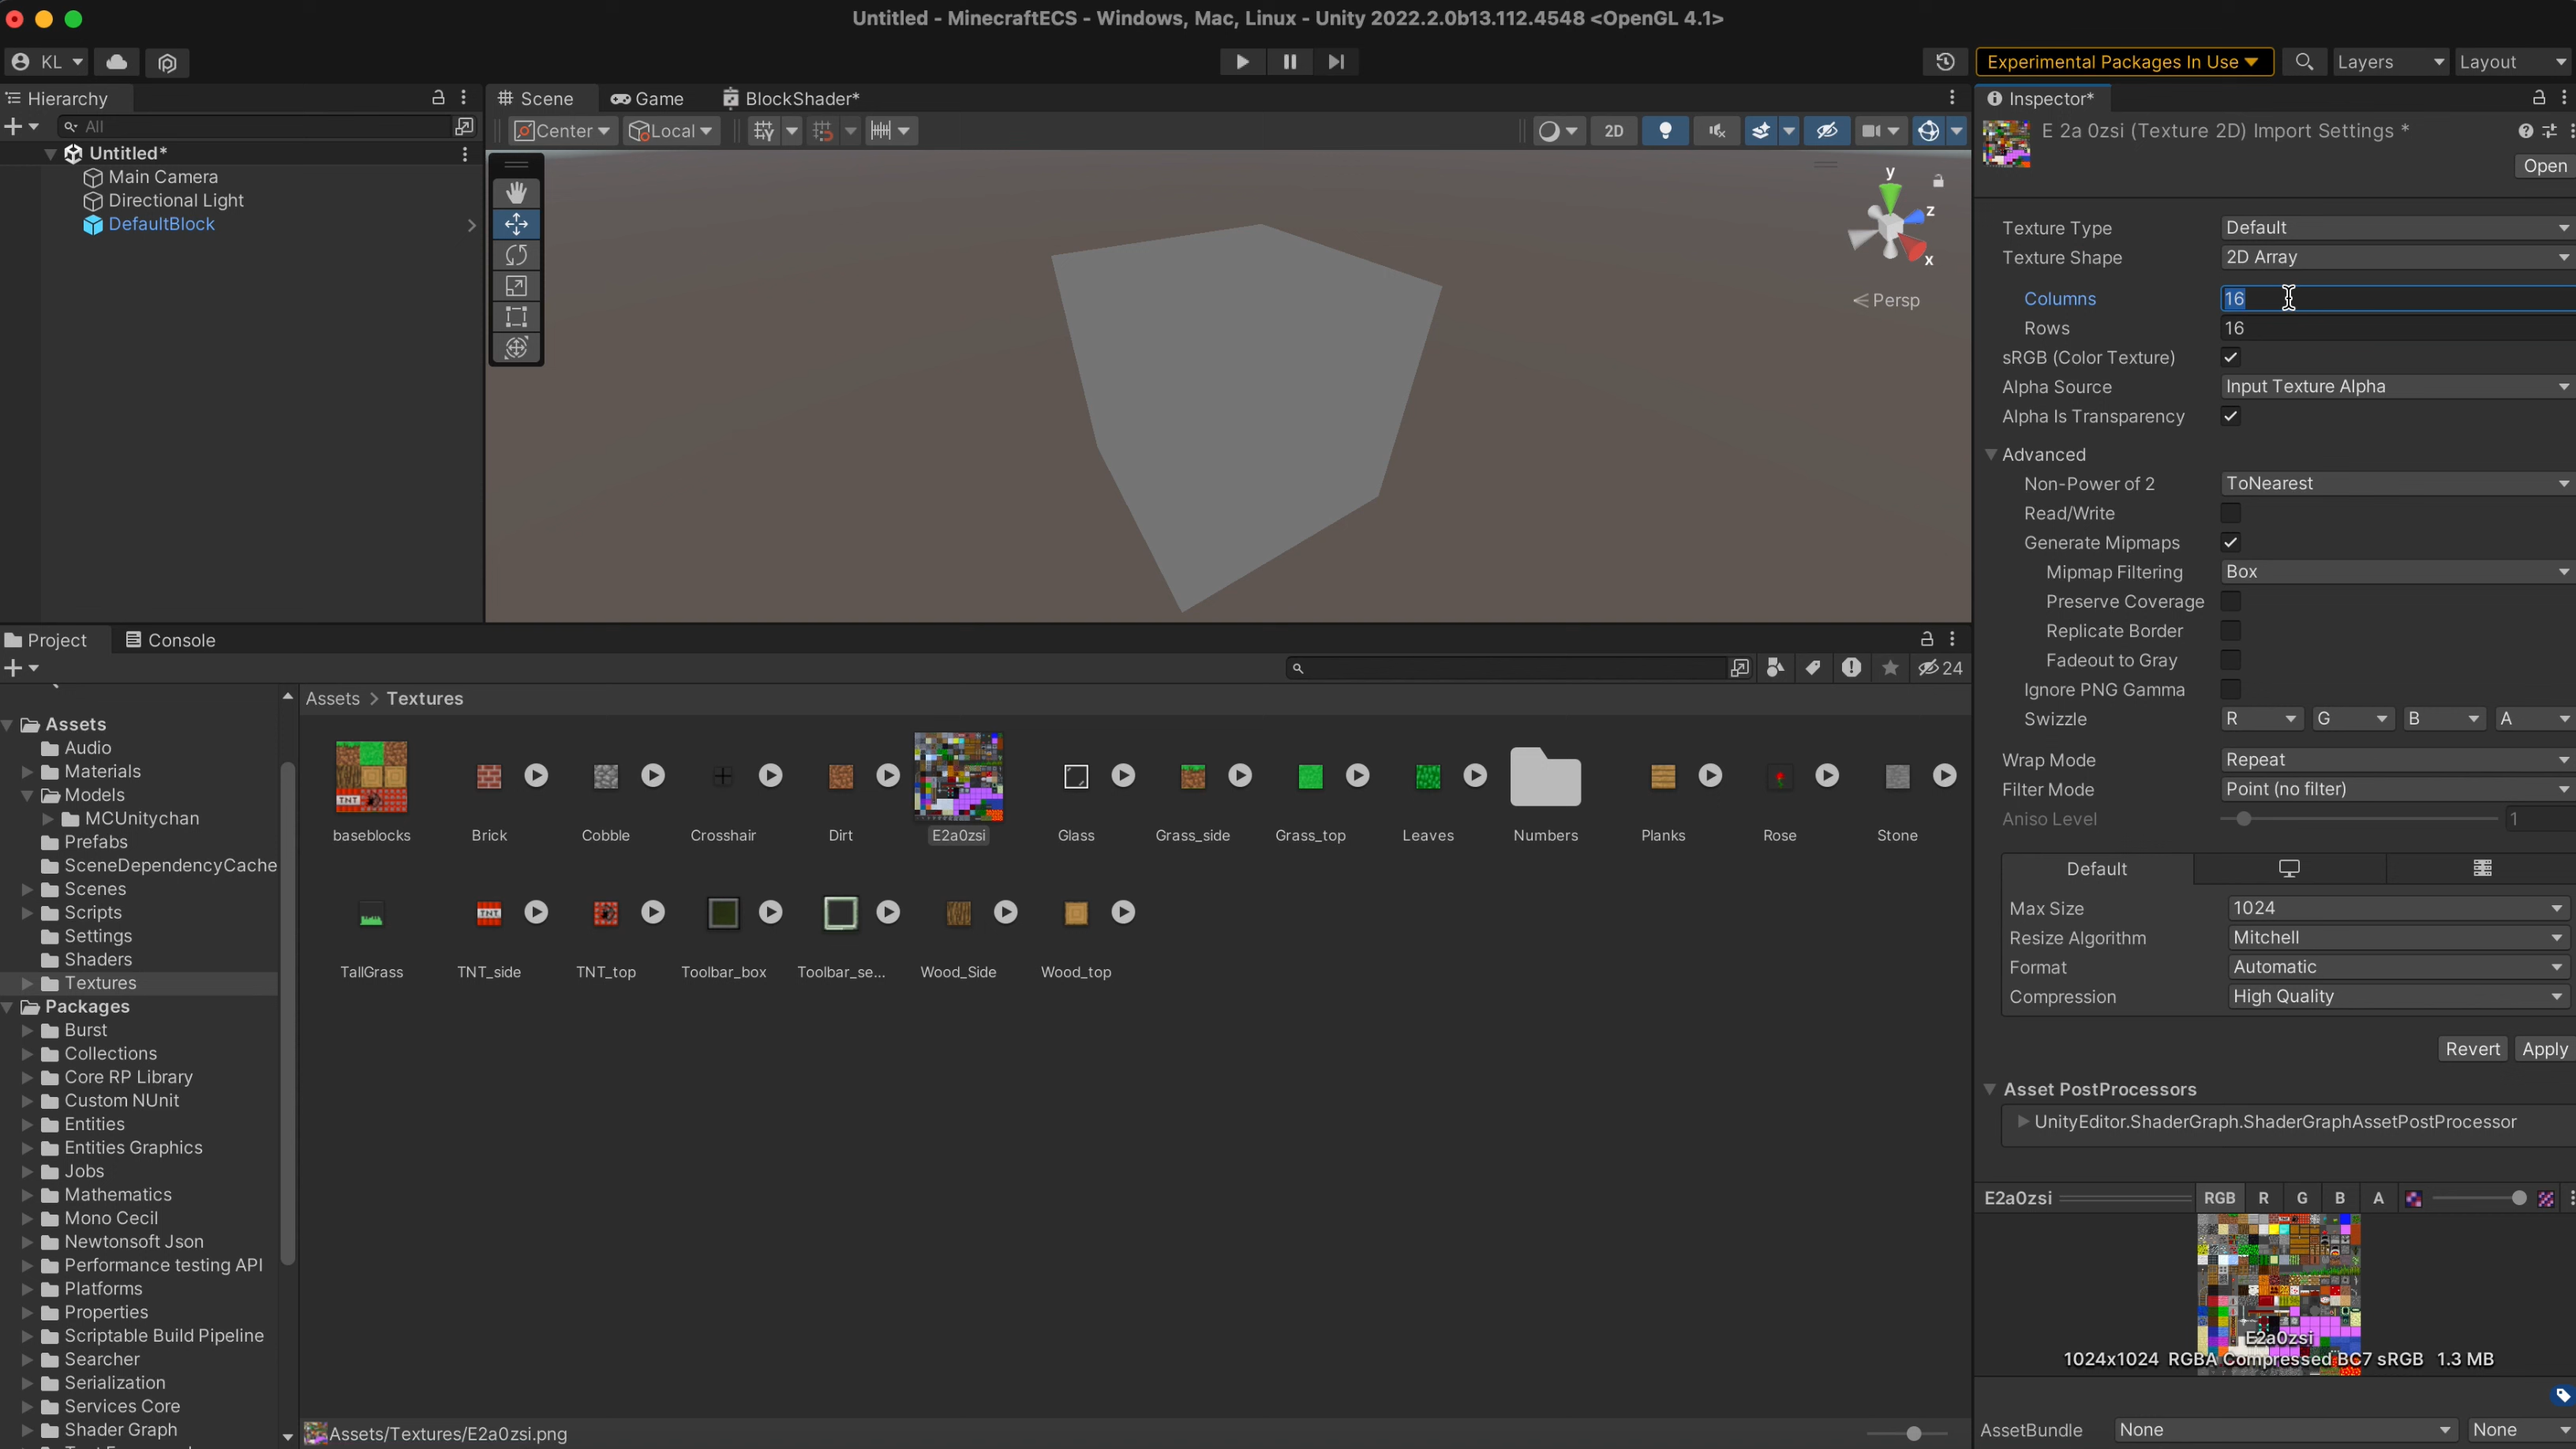 Untitled - MinecraftECS - Windows, Mac, Linux - Unity 2022.2.0b13.112.4548 <OpenGL 4.1>
KL
Experimental Packages In Use
Layers
Layout
Hierarchy
All
Untitled*
Main Camera
Directional Light
DefaultBlock
Scene
Game
BlockShader*
Center
Local
2D
y
z
x
Persp
Inspector*
E 2a 0zsi (Texture 2D) Import Settings *
Open
Texture Type Default
Texture Shape 2D Array
Columns 16
Rows 16
sRGB (Color Texture)
Alpha Source Input Texture Alpha
Alpha Is Transparency
Advanced
Non-Power of 2 ToNearest
Read/Write
Generate Mipmaps
Mipmap Filtering Box
Preserve Coverage
Replicate Border
Fadeout to Gray
Ignore PNG Gamma
Swizzle R G B A
Wrap Mode Repeat
Filter Mode Point (no filter)
Aniso Level 1
Default
Max Size 1024
Resize Algorithm Mitchell
Format Automatic
Compression High Quality
Revert Apply
Asset PostProcessors
UnityEditor.ShaderGraph.ShaderGraphAssetPostProcessor
E2a0zsi RGB R G B A
E2a0zsi
1024x1024 RGBA Compressed BC7 sRGB 1.3 MB
AssetBundle None None
Project
Console
24
Assets
Audio
Materials
Models
MCUnitychan
Prefabs
SceneDependencyCache
Scenes
Scripts
Settings
Shaders
Textures
Packages
Burst
Collections
Core RP Library
Custom NUnit
Entities
Entities Graphics
Jobs
Mathematics
Mono Cecil
Newtonsoft Json
Performance testing API
Platforms
Properties
Scriptable Build Pipeline
Searcher
Serialization
Services Core
Shader Graph
Assets > Textures
TNT
baseblocks Brick Cobble Crosshair Dirt E2a0zsi Glass Grass_side Grass_top Leaves Numbers Planks Rose Stone
TNT
TallGrass TNT_side TNT_top Toolbar_box Toolbar_se... Wood_Side Wood_top
Assets/Textures/E2a0zsi.png